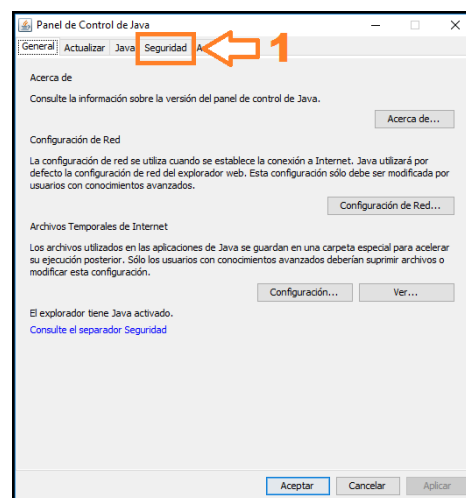 Panel de Control de Java
General Actualizar Java Seguridad
1
Acerca de
Consulte la información sobre la versión del panel de control de Java.
Acerca de...
Configuración de Red
La configuración de red se utiliza cuando se establece la conexión a Internet. Java utilizará por
defecto la configuración de red del explorador web. Esta configuración sólo debe ser modificada por
usuarios con conocimientos avanzados.
Configuración de Red...
Archivos Temporales de Internet
Los archivos utilizados en las aplicaciones de Java se guardan en una carpeta especial para acelerar
su ejecución posterior. Sólo los usuarios con conocimientos avanzados deberían suprimir archivos o
modificar esta configuración.
Configuración... Ver...
El explorador tiene Java activado.
Consulte el separador Seguridad
Aceptar Cancelar Aplicar